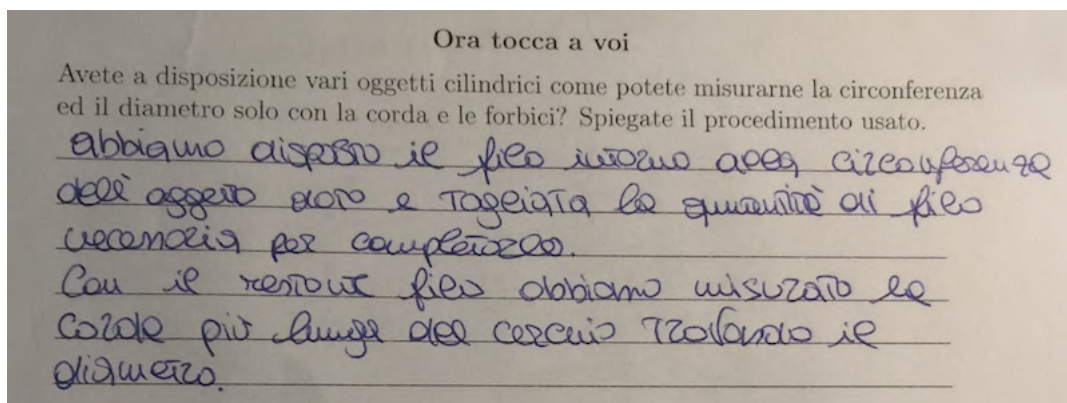 Ora tocca a voi
Avete a disposizione vari oggetti cilindrici come potete misurarne la circonferenza
ed il diametro solo con la corda e le forbici? Spiegate il procedimento usato.
abbiamo disposto il filo intorno alla circonferenza
dell'oggetto dato e tagliata la quantità di filo
necessaria per completarlo.
Con il restante filo abbiamo misurato la
corda più lunga del cerchio trovando il
diametro.